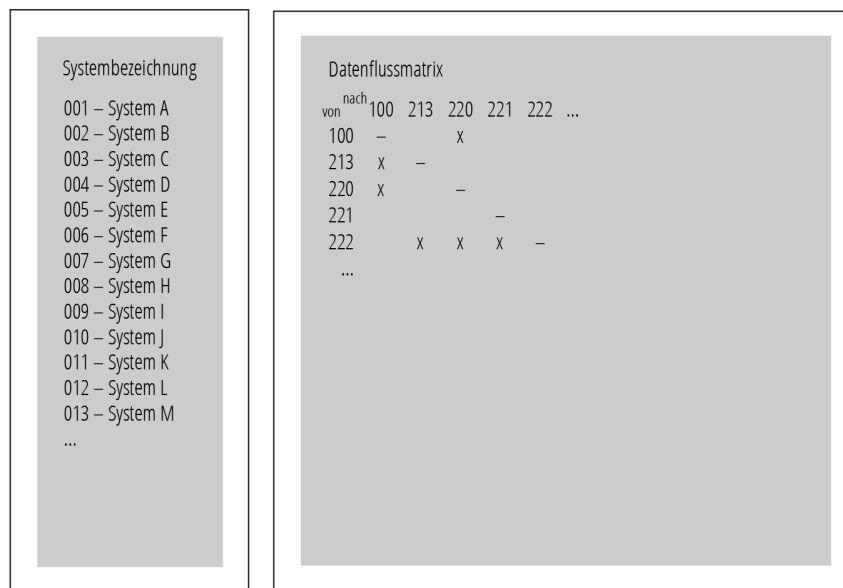 Systembezeichnung
001 – System A
002 – System B
003 – System C
004 – System D
005 – System E
006 – System F
007 – System G
008 – System H
009 – System I
010 – System J
011 – System K
012 – System L
013 – System M
...
Datenflussmatrix
von nach 100 213 220 221 222 ...
100 – x
213 x –
220 x –
221 –
222 x x x –
...